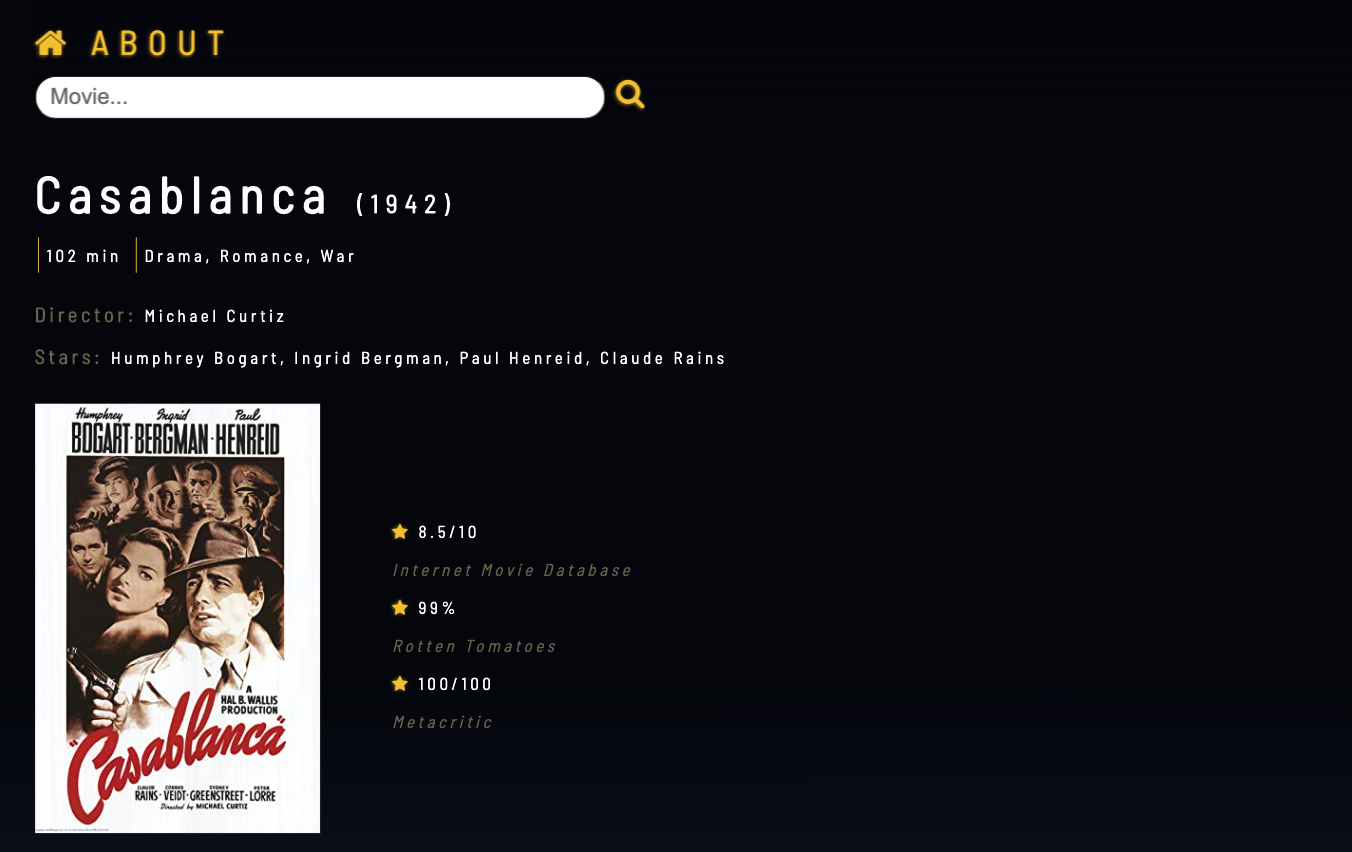 ABOUT
Movie...
Casablanca (1942)
102 min
Drama, Romance, War
Director: Michael Curtiz
Stars: Humphrey Bogart, Ingrid Bergman, Paul Henreid, Claude Rains
Humphrey Ingrid Paul
BOGART·BERGMAN·HENREID
A
HAL B. WALLIS
PRODUCTION
"Casablanca"
CLAUDE CONRAD SYDNEY PETER
RAINS · VEIDT · GREENSTREET · LORRE
Directed by MICHAEL CURTIZ
8.5/10
Internet Movie Database
99%
Rotten Tomatoes
100/100
Metacritic